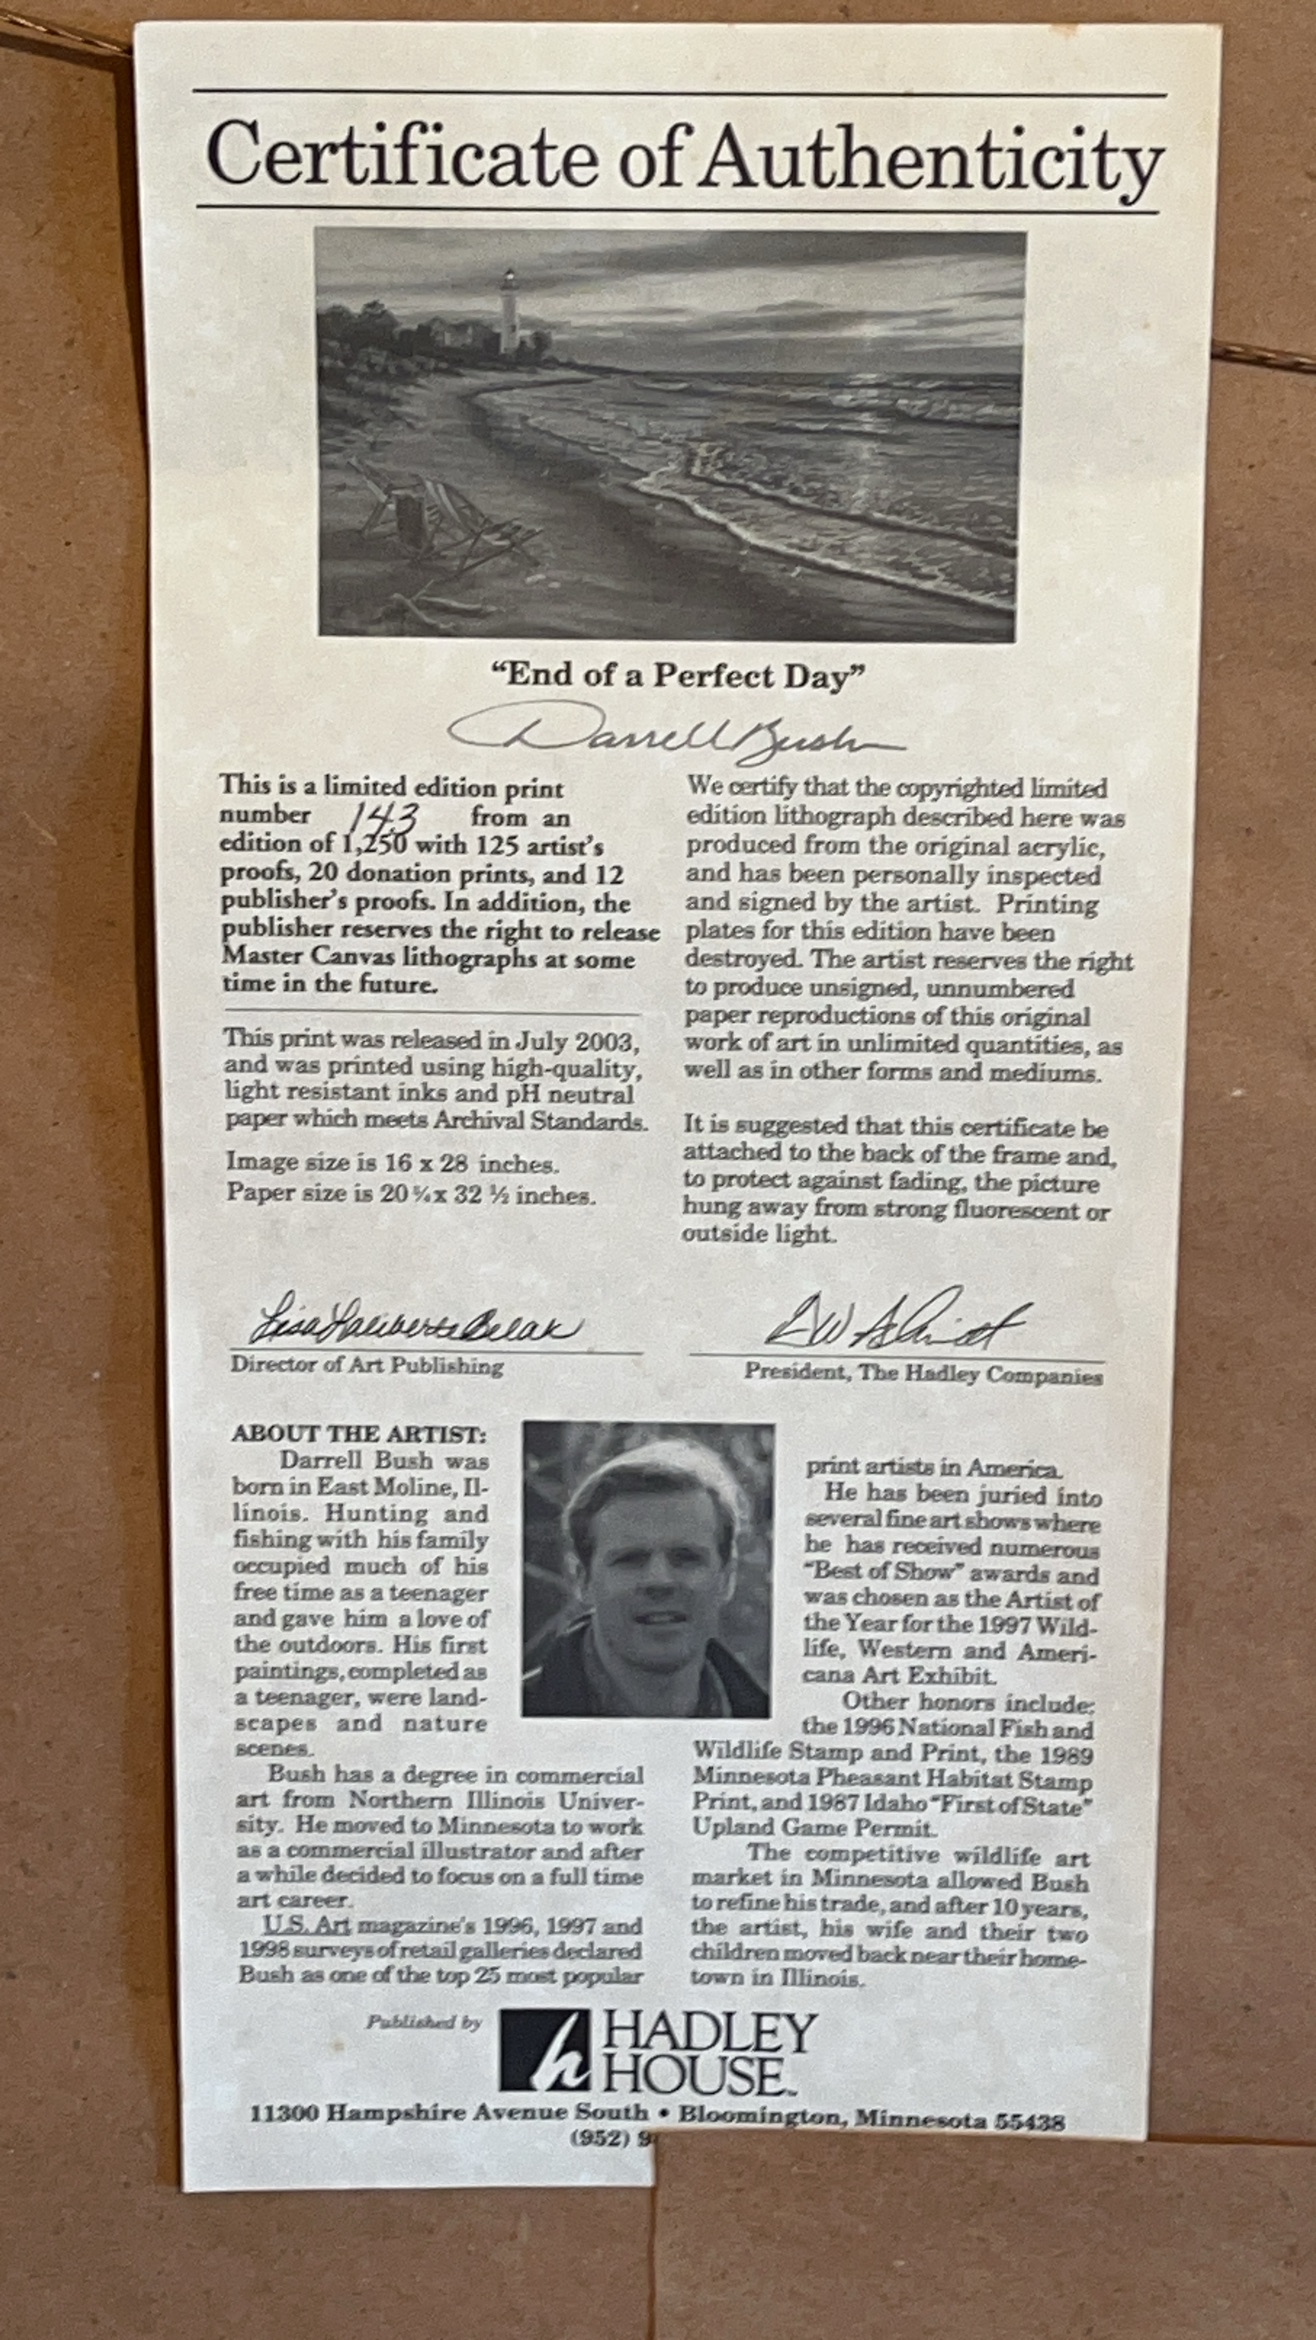 Certificate of Authenticity
“End of a Perfect Day”
Darrell Bush
This is a limited edition print
number 143 from an
edition of 1,250 with 125 artist’s
proofs, 20 donation prints, and 12
publisher’s proofs. In addition, the
publisher reserves the right to release
Master Canvas lithographs at some
time in the future.
This print was released in July 2003,
and was printed using high-quality,
light resistant inks and pH neutral
paper which meets Archival Standards.
Image size is 16 x 28 inches.
Paper size is 20 x 32 ½ inches.
We certify that the copyrighted limited
edition lithograph described here was
produced from the original acrylic,
and has been personally inspected
and signed by the artist. Printing
plates for this edition have been
destroyed. The artist reserves the right
to produce unsigned, unnumbered
paper reproductions of this original
work of art in unlimited quantities, as
well as in other forms and mediums.
It is suggested that this certificate be
attached to the back of the frame and,
to protect against fading, the picture
hung away from strong fluorescent or
outside light.
Lisa
Director of Art Publishing
President, The Hadley Companies
ABOUT THE ARTIST:
Darrell Bush was
born in East Moline, Il-
linois. Hunting and
fishing with his family
occupied much of his
free time as a teenager
and gave him a love of
the outdoors. His first
paintings, completed as
a teenager, were land-
scapes and nature
scenes.
Bush has a degree in commercial
art from Northern Illinois Univer-
sity. He moved to Minnesota to work
as a commercial illustrator and after
a while decided to focus on a full time
art career.
U.S. Art magazine's 1996, 1997 and
1998 surveys of retail galleries declared
Bush as one of the top 25 most popular
print artists in America.
He has been juried into
several fine art shows where
he has received numerous
"Best of Show" awards and
was chosen as the Artist of
the Year for the 1997 Wild-
life, Western and Ameri-
cana Art Exhibit.
Other honors include;
the 1996 National Fish and
Wildlife Stamp and Print, the 1989
Minnesota Pheasant Habitat Stamp
Print, and 1987 Idaho "First of State"
Upland Game Permit.
The competitive wildlife art
market in Minnesota allowed Bush
to refine his trade, and after 10 years,
the artist, his wife and their two
children moved back near their home-
town in Illinois.
Published by
h HADLEY
HOUSE™
11300 Hampshire Avenue South • Bloomington, Minnesota 55438
(952) 9